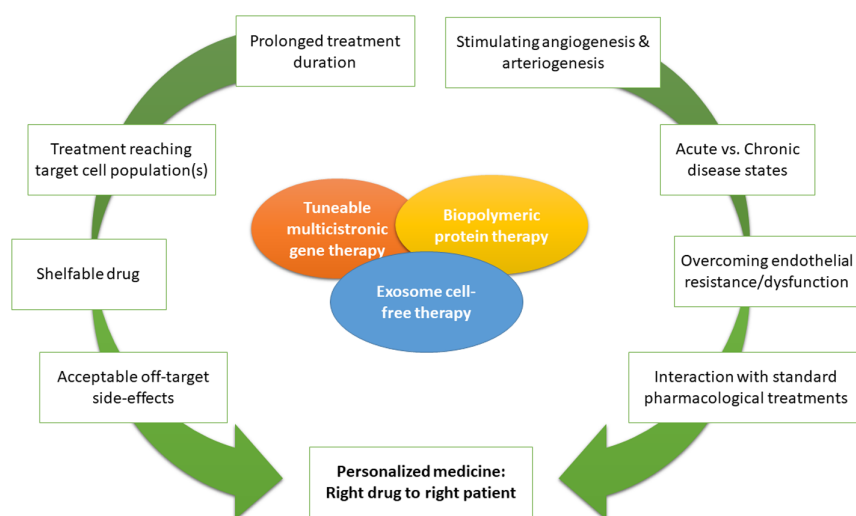 Prolonged treatment
duration
Stimulating angiogenesis &
arteriogenesis
Treatment reaching
target cell population(s)
Acute vs. Chronic
disease states
Tuneable
multicistronic
gene therapy
Biopolymeric
protein therapy
Shelfable drug
Overcoming endothelial
resistance/dysfunction
Exosome cell-
free therapy
Acceptable off-target
side-effects
Interaction with standard
pharmacological treatments
Personalized medicine:
Right drug to right patient